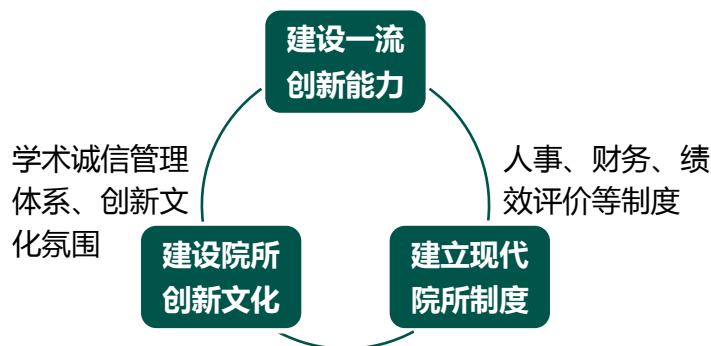 建设一流
创新能力
学术诚信管理
体系、创新文
化氛围
人事、财务、绩
效评价等制度
建设院所
创新文化
建立现代
院所制度